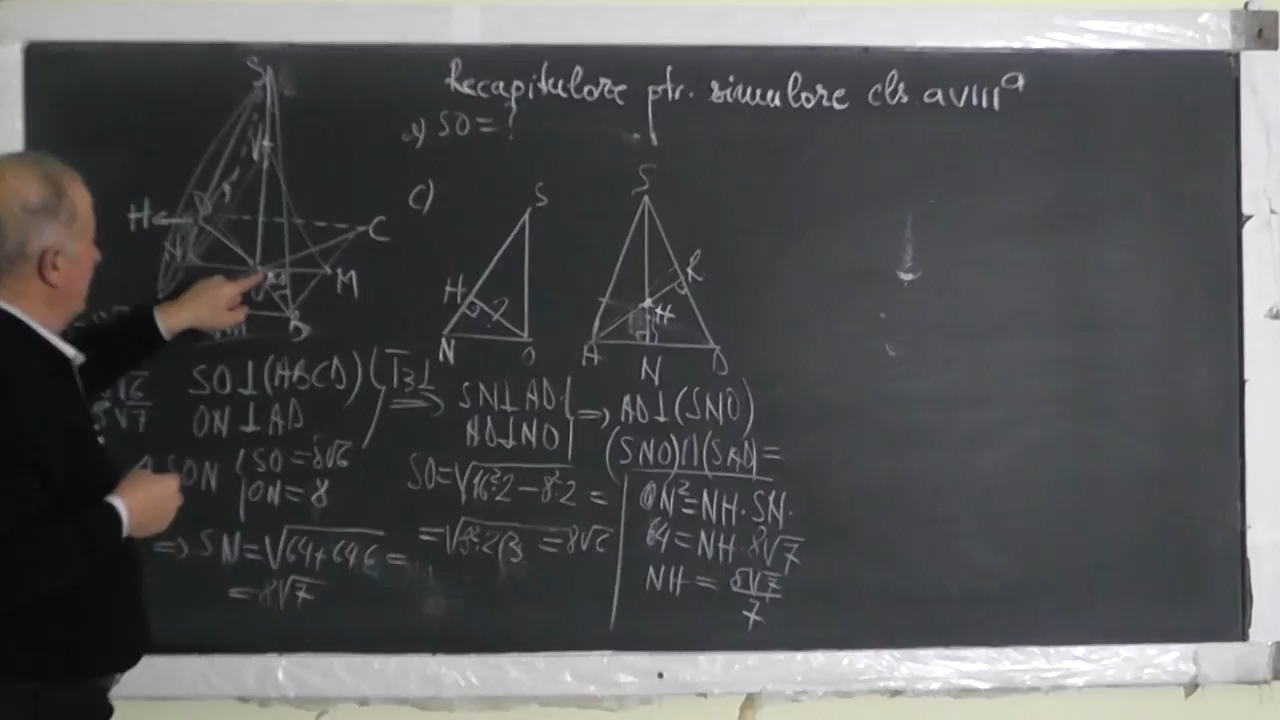 Recapitulare ptr. simulare cls. a VIII a
a) SO = ?
c)
S
V
H
C
N
M
O
B
S
H
?
N
O
S
R
H
A
N
D
SO⊥(ABCD)
ON⊥AD
(T3⊥ ⟹
SN⊥AD
AD⊥NO
⟹ AD⊥(SNO)
(SNO)∩(SAD)=
SON { SO = 8√6
ON = 8
⟹ SN = √64+64·6 =
= 8√7
SO = √16²·2 − 8²·2 =
= √8²·2·3 = 8√6
ON² = NH·SN.
64 = NH·8√7
NH = 8√7/7